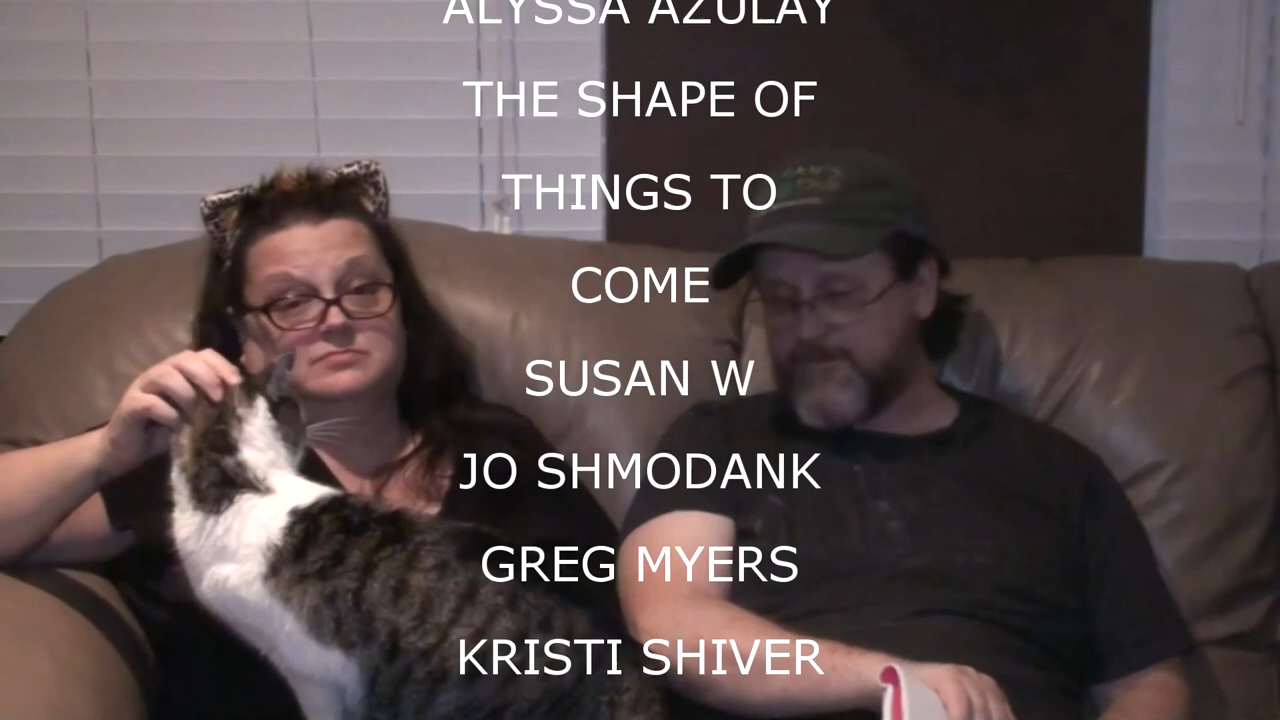 ALYSSA AZULAY
THE SHAPE OF
THINGS TO
COME
SUSAN W
JO SHMODANK
GREG MYERS
KRISTI SHIVER